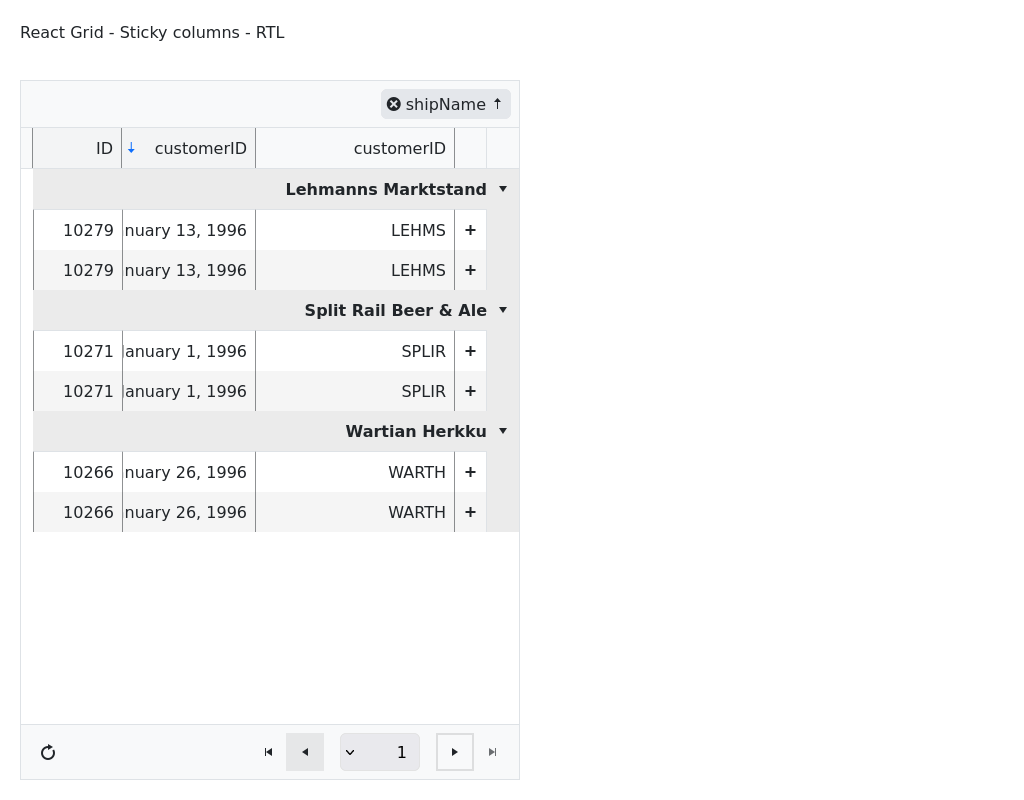 React Grid - Sticky columns - RTL
shipName
ID customerID customerID
Lehmanns Marktstand
10279 nuary 13, 1996 LEHMS +
10279 nuary 13, 1996 LEHMS +
Split Rail Beer & Ale
10271 anuary 1, 1996 SPLIR +
10271 anuary 1, 1996 SPLIR +
Wartian Herkku
10266 nuary 26, 1996 WARTH +
10266 nuary 26, 1996 WARTH +
1